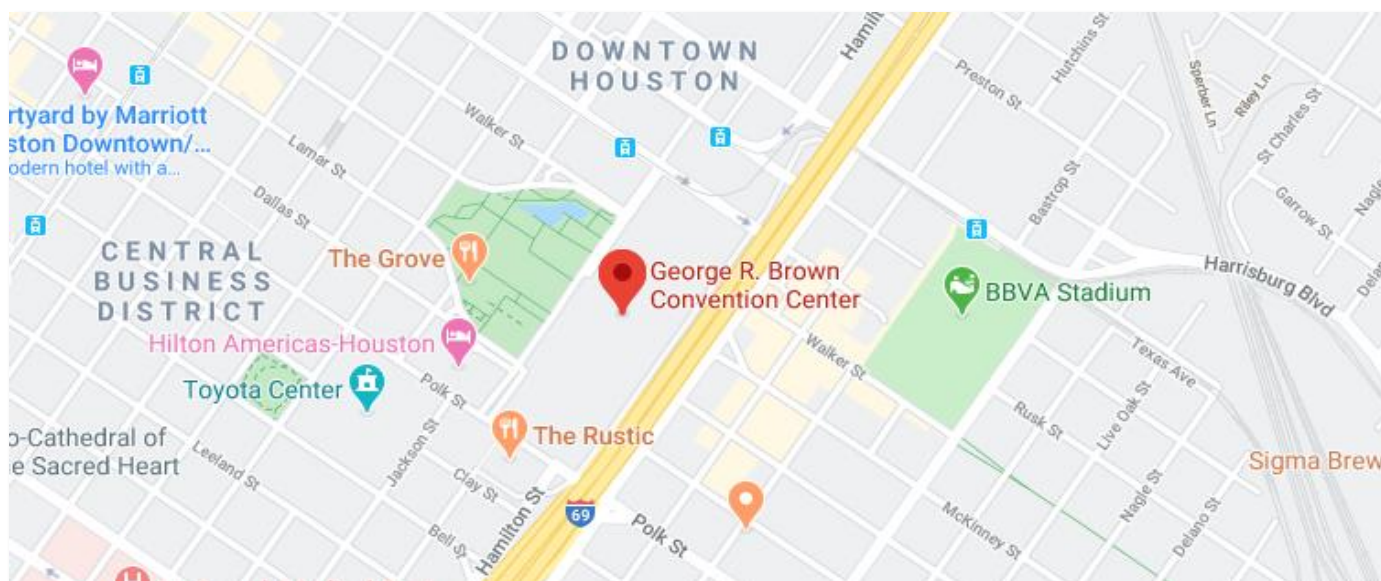 DOWNTOWN
HOUSTON
Hamilton
Hutchins St
Preston St
Sperber Ln
Riley Ln
St Charles St
rtyard by Marriott
ston Downtown/...
odern hotel with a...
Walker St
Lamar St
Dallas St
Bastrop St
Garrow St
Nagle
CENTRAL
BUSINESS
DISTRICT
The Grove
George R. Brown
Convention Center
BBVA Stadium
Harrisburg Blvd
Hilton Americas-Houston
Toyota Center
Polk St
Walker St
Texas Ave
The Rustic
Rusk St
Live Oak St
o-Cathedral of
e Sacred Heart
Leeland St
Jackson St
Clay St
Sigma Brew
Bell St
Hamilton St
69
Polk St
McKinney St
Nagle St
Delano St